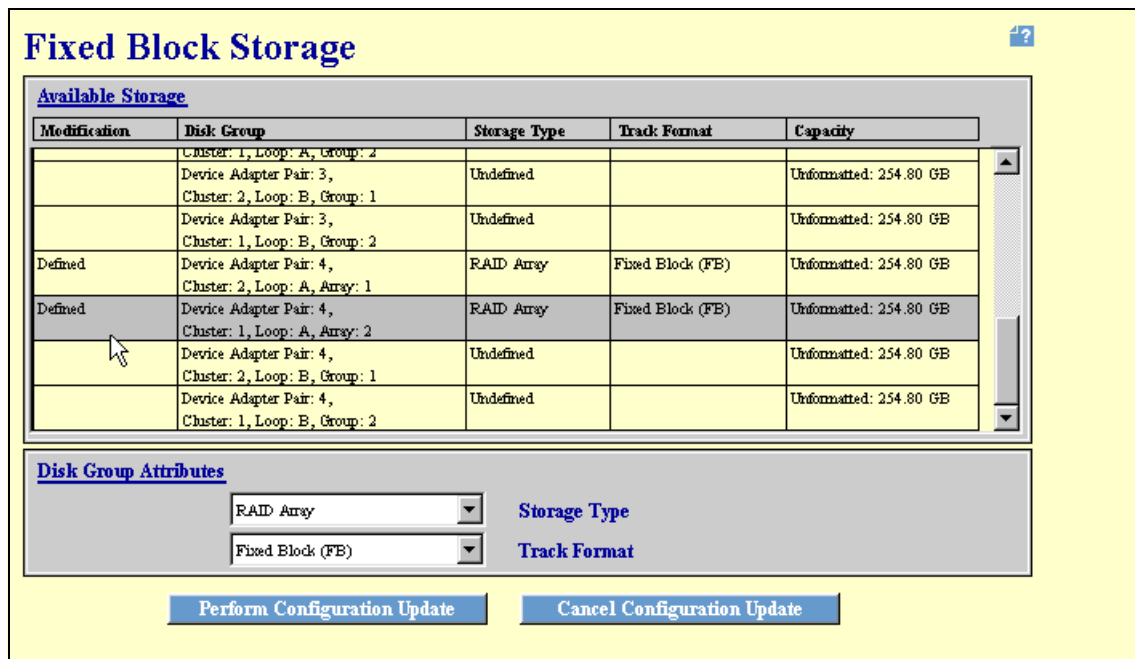 Fixed Block Storage
?
Available Storage
Modification Disk Group Storage Type Track Format Capacity
Cluster: 1, Loop: A, Group: 2
Device Adapter Pair: 3, Undefined Unformatted: 254.80 GB
Cluster: 2, Loop: B, Group: 1
Device Adapter Pair: 3, Undefined Unformatted: 254.80 GB
Cluster: 1, Loop: B, Group: 2
Defined Device Adapter Pair: 4, RAID Array Fixed Block (FB) Unformatted: 254.80 GB
Cluster: 2, Loop: A, Array: 1
Defined Device Adapter Pair: 4, RAID Array Fixed Block (FB) Unformatted: 254.80 GB
Cluster: 1, Loop: A, Array: 2
Device Adapter Pair: 4, Undefined Unformatted: 254.80 GB
Cluster: 2, Loop: B, Group: 1
Device Adapter Pair: 4, Undefined Unformatted: 254.80 GB
Cluster: 1, Loop: B, Group: 2
Disk Group Attributes
RAID Array Storage Type
Fixed Block (FB) Track Format
Perform Configuration Update Cancel Configuration Update